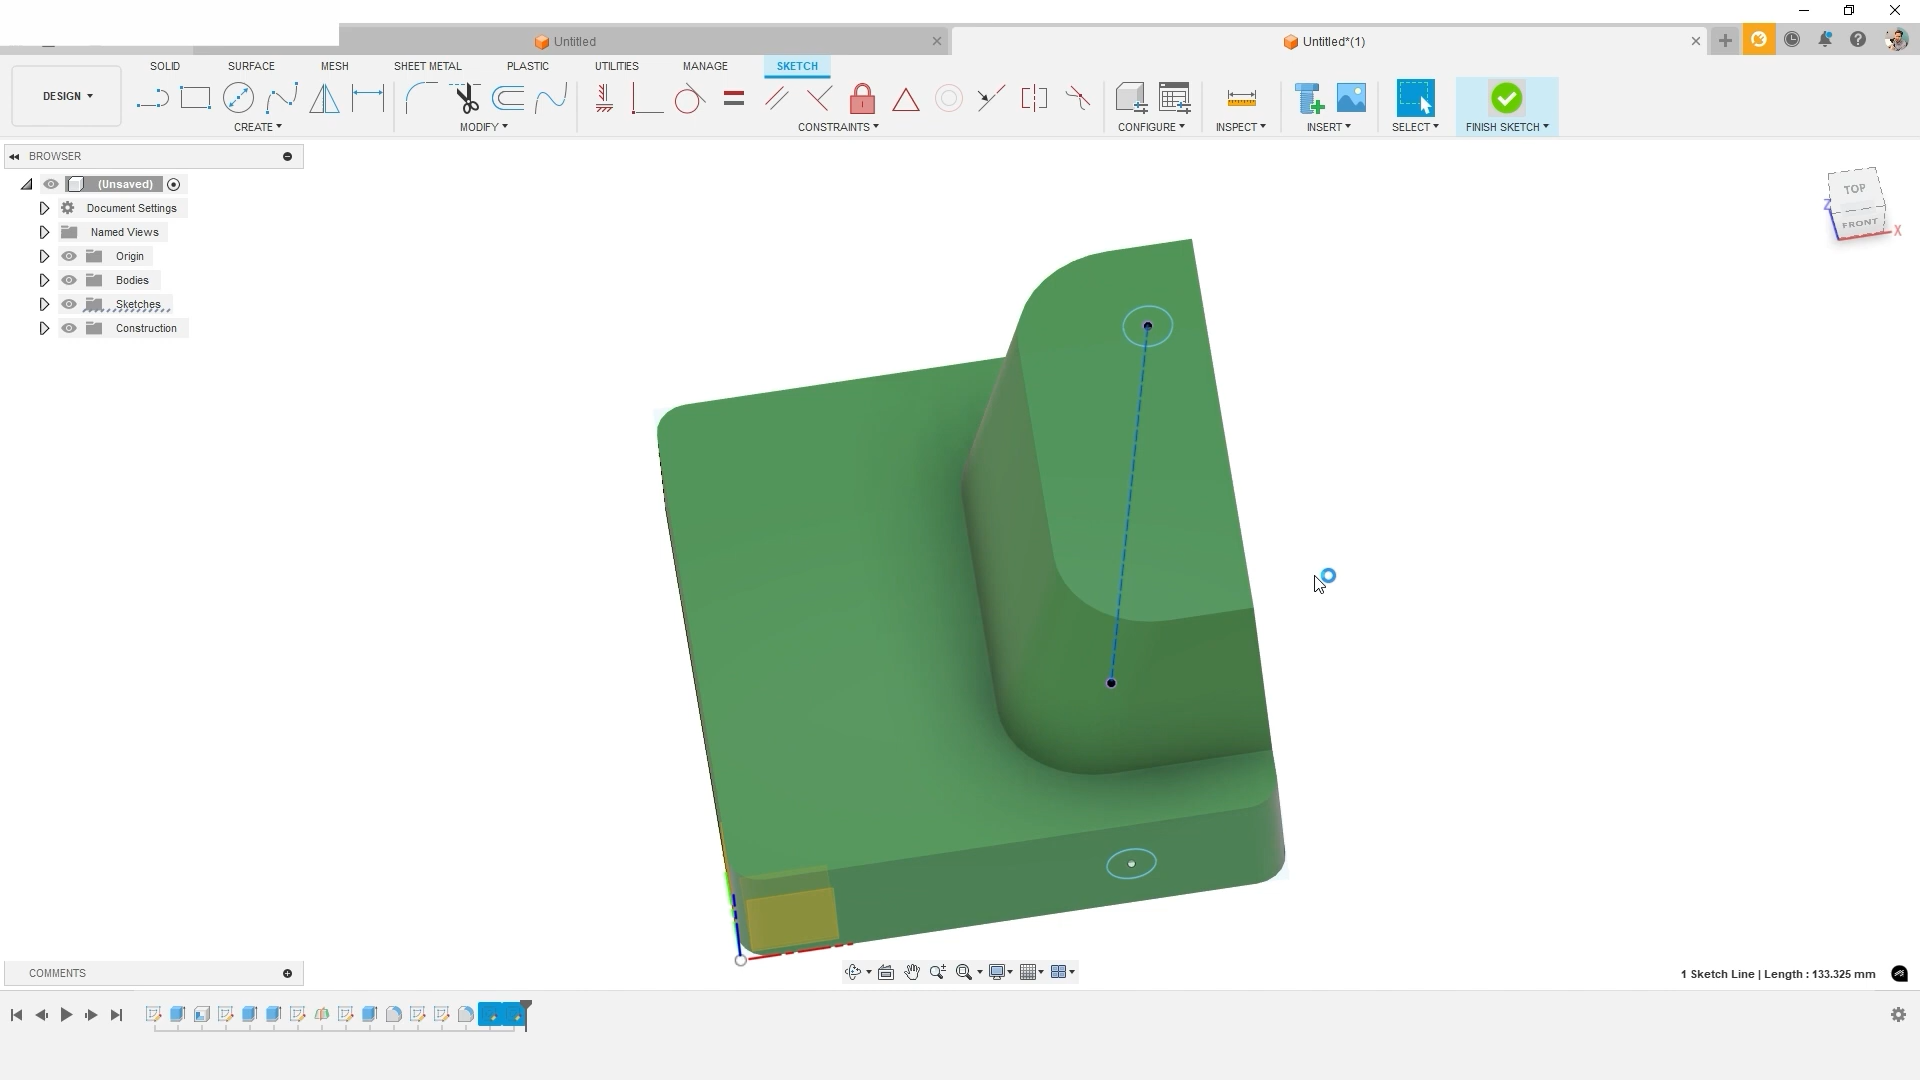 Untitled
Untitled*(1)
SOLID SURFACE MESH SHEET METAL PLASTIC UTILITIES MANAGE SKETCH
DESIGN
CREATE MODIFY CONSTRAINTS CONFIGURE INSPECT INSERT SELECT FINISH SKETCH
BROWSER
(Unsaved)
Document Settings
Named Views
Origin
Bodies
Sketches
Construction
TOP
FRONT
Z
X
COMMENTS
1 Sketch Line | Length : 133.325 mm